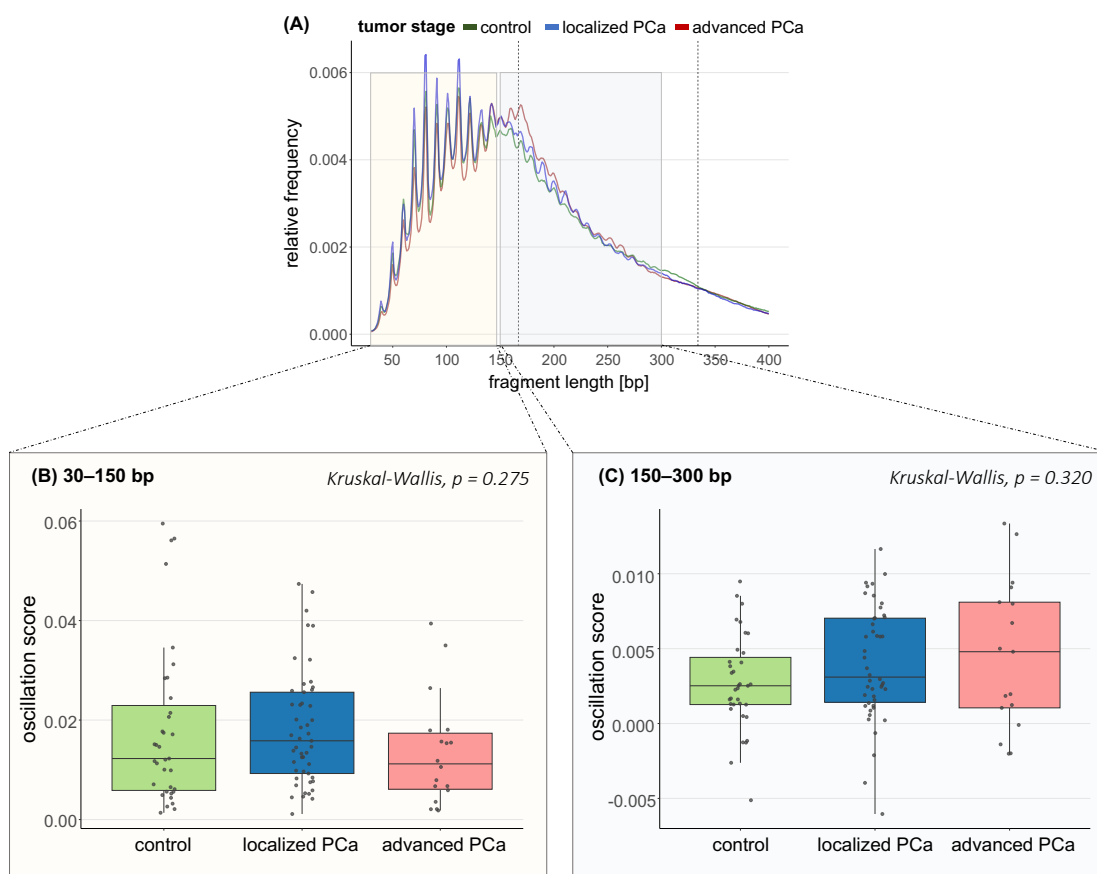 (A) tumor stage control localized PCa advanced PCa
0.006
0.004
0.002
0.000
relative frequency
50 100 150 200 250 300 350 400
fragment length [bp]
(B) 30–150 bp Kruskal-Wallis, p = 0.275
0.06
0.04
0.02
0.00
oscillation score
control localized PCa advanced PCa
(C) 150–300 bp Kruskal-Wallis, p = 0.320
0.010
0.005
0.000
-0.005
oscillation score
control localized PCa advanced PCa